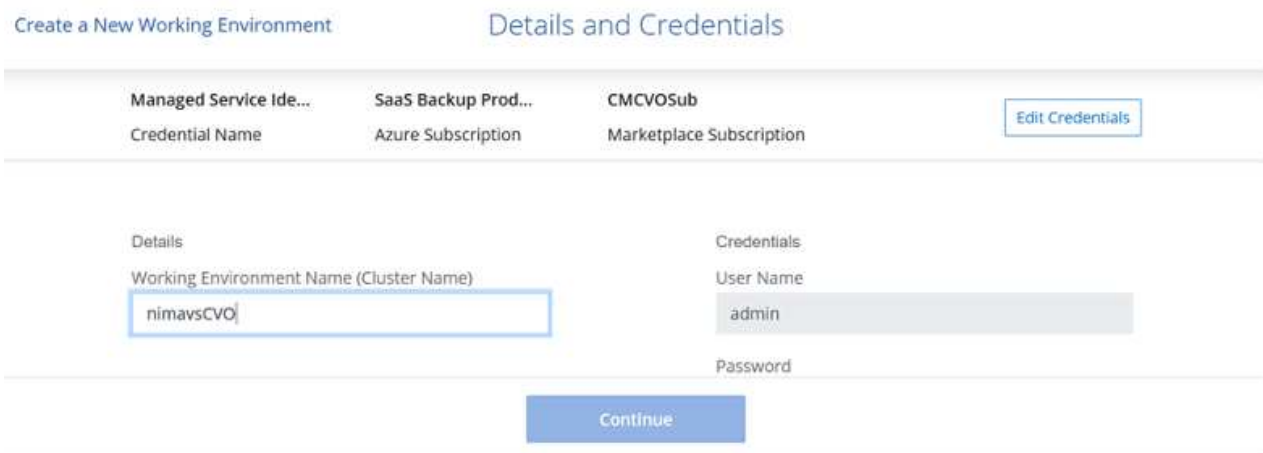 Create a New Working Environment
Details and Credentials
Managed Service Ide... SaaS Backup Prod... CMCVOSub
Credential Name Azure Subscription Marketplace Subscription
Edit Credentials
Details
Working Environment Name (Cluster Name)
nimavsCVO
Credentials
User Name
admin
Password
Continue